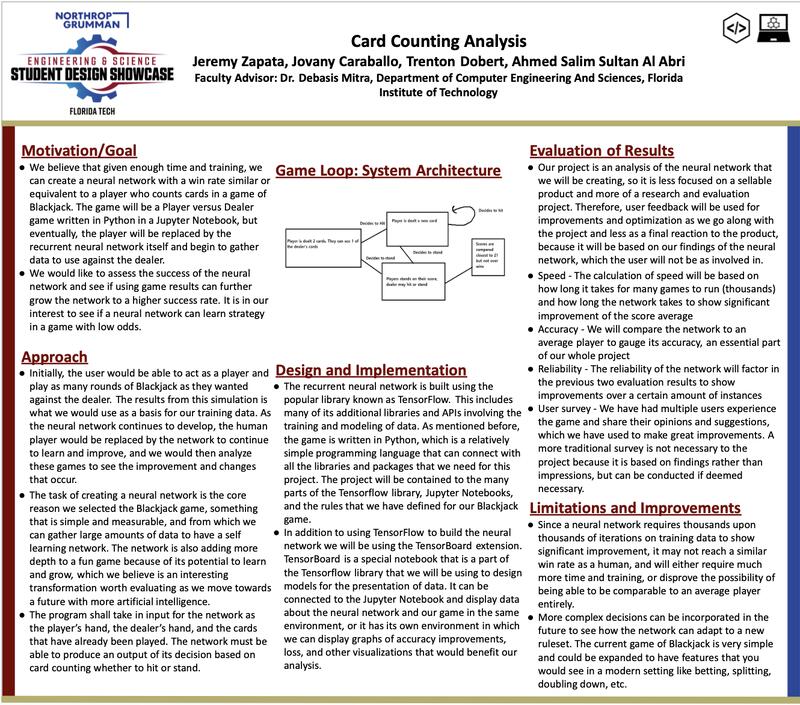 NORTHROP
GRUMMAN
ENGINEERING & SCIENCE
STUDENT DESIGN SHOWCASE
FLORIDA TECH
Card Counting Analysis
Jeremy Zapata, Jovany Caraballo, Trenton Dobert, Ahmed Salim Sultan Al Abri
Faculty Advisor: Dr. Debasis Mitra, Department of Computer Engineering And Sciences, Florida
Institute of Technology
</>
Motivation/Goal
● We believe that given enough time and training, we
can create a neural network with a win rate similar or
equivalent to a player who counts cards in a game of
Blackjack. The game will be a Player versus Dealer
game written in Python in a Jupyter Notebook, but
eventually, the player will be replaced by the
recurrent neural network itself and begin to gather
data to use against the dealer.
● We would like to assess the success of the neural
network and see if using game results can further
grow the network to a higher success rate. It is in our
interest to see if a neural network can learn strategy
in a game with low odds.
Approach
● Initially, the user would be able to act as a player and
play as many rounds of Blackjack as they wanted
against the dealer. The results from this simulation is
what we would use as a basis for our training data. As
the neural network continues to develop, the human
player would be replaced by the network to continue
to learn and improve, and we would then analyze
these games to see the improvement and changes
that occur.
● The task of creating a neural network is the core
reason we selected the Blackjack game, something
that is simple and measurable, and from which we
can gather large amounts of data to have a self
learning network. The network is also adding more
depth to a fun game because of its potential to learn
and grow, which we believe is an interesting
transformation worth evaluating as we move towards
a future with more artificial intelligence.
● The program shall take in input for the network as
the player's hand, the dealer's hand, and the cards
that have already been played. The network must be
able to produce an output of its decision based on
card counting whether to hit or stand.
Game Loop: System Architecture
Player is dealt 2 cards. They can see 1 of
the dealer's cards
Decides to Hit
Player is dealt a new card
Decides to hit
Decides to stand
Decides to stand
Players stands on their score,
dealer may hit or stand
Scores are
compared
closest to 21
but not over
wins
Design and Implementation
● The recurrent neural network is built using the
popular library known as TensorFlow. This includes
many of its additional libraries and APIs involving the
training and modeling of data. As mentioned before,
the game is written in Python, which is a relatively
simple programming language that can connect with
all the libraries and packages that we need for this
project. The project will be contained to the many
parts of the Tensorflow library, Jupyter Notebooks,
and the rules that we have defined for our Blackjack
game.
● In addition to using TensorFlow to build the neural
network we will be using the TensorBoard extension.
TensorBoard is a special notebook that is a part of
the Tensorflow library that we will be using to design
models for the presentation of data. It can be
connected to the Jupyter Notebook and display data
about the neural network and our game in the same
environment, or it has its own environment in which
we can display graphs of accuracy improvements,
loss, and other visualizations that would benefit our
analysis.
Evaluation of Results
● Our project is an analysis of the neural network that
we will be creating, so it is less focused on a sellable
product and more of a research and evaluation
project. Therefore, user feedback will be used for
improvements and optimization as we go along with
the project and less as a final reaction to the product,
because it will be based on our findings of the neural
network, which the user will not be as involved in.
● Speed - The calculation of speed will be based on
how long it takes for many games to run (thousands)
and how long the network takes to show significant
improvement of the score average
● Accuracy - We will compare the network to an
average player to gauge its accuracy, an essential part
of our whole project
● Reliability - The reliability of the network will factor in
the previous two evaluation results to show
improvements over a certain amount of instances
● User survey - We have had multiple users experience
the game and share their opinions and suggestions,
which we have used to make great improvements. A
more traditional survey is not necessary to the
project because it is based on findings rather than
impressions, but can be conducted if deemed
necessary.
Limitations and Improvements
● Since a neural network requires thousands upon
thousands of iterations on training data to show
significant improvement, it may not reach a similar
win rate as a human, and will either require much
more time and training, or disprove the possibility of
being able to be comparable to an average player
entirely.
● More complex decisions can be incorporated in the
future to see how the network can adapt to a new
ruleset. The current game of Blackjack is very simple
and could be expanded to have features that you
would see in a modern setting like betting, splitting,
doubling down, etc.